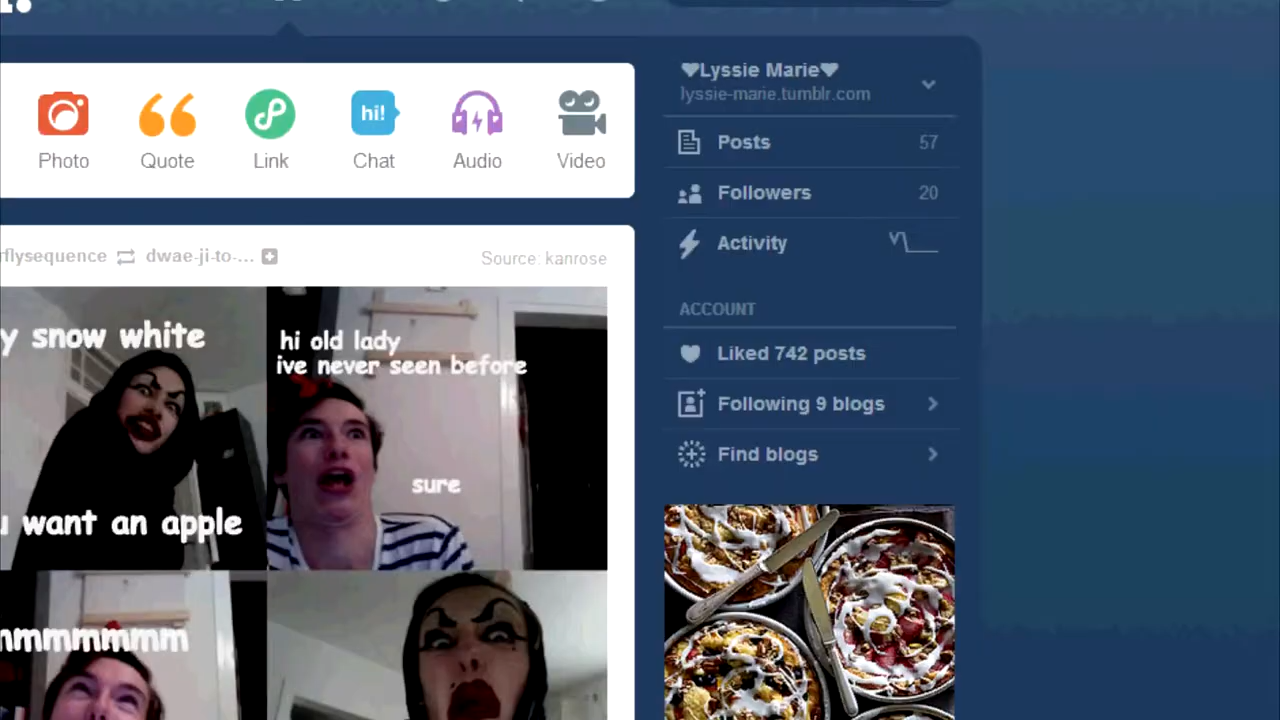 Photo
Quote
Link
hi!
Chat
Audio
Video
flysequence
dwae-ji-to-...
Source: kanrose
y snow white
u want an apple
hi old lady
ive never seen before
sure
mmmmmmm
❤Lyssie Marie❤
lyssie-marie.tumblr.com
Posts 57
Followers 20
Activity
ACCOUNT
Liked 742 posts
Following 9 blogs
Find blogs